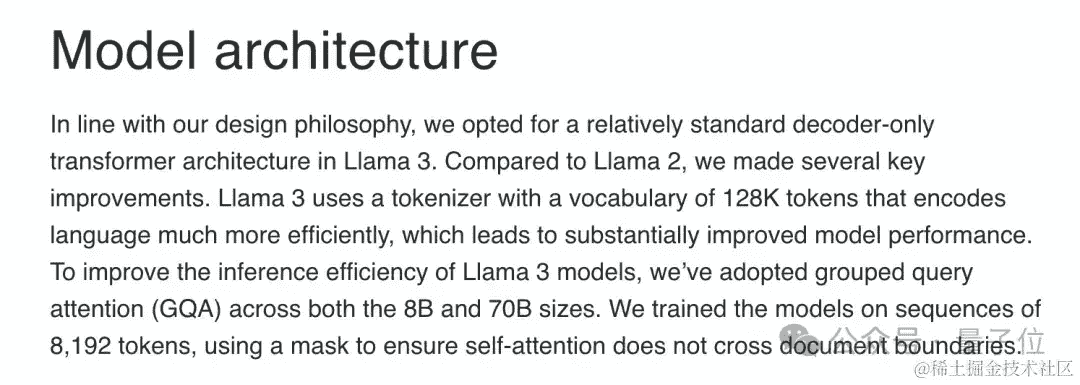 Model architecture
In line with our design philosophy, we opted for a relatively standard decoder-only
transformer architecture in Llama 3. Compared to Llama 2, we made several key
improvements. Llama 3 uses a tokenizer with a vocabulary of 128K tokens that encodes
language much more efficiently, which leads to substantially improved model performance.
To improve the inference efficiency of Llama 3 models, we’ve adopted grouped query
attention (GQA) across both the 8B and 70B sizes. We trained the models on sequences of
8,192 tokens, using a mask to ensure self-attention does not cross document boundaries.
公众号 · 量子位
@稀土掘金技术社区